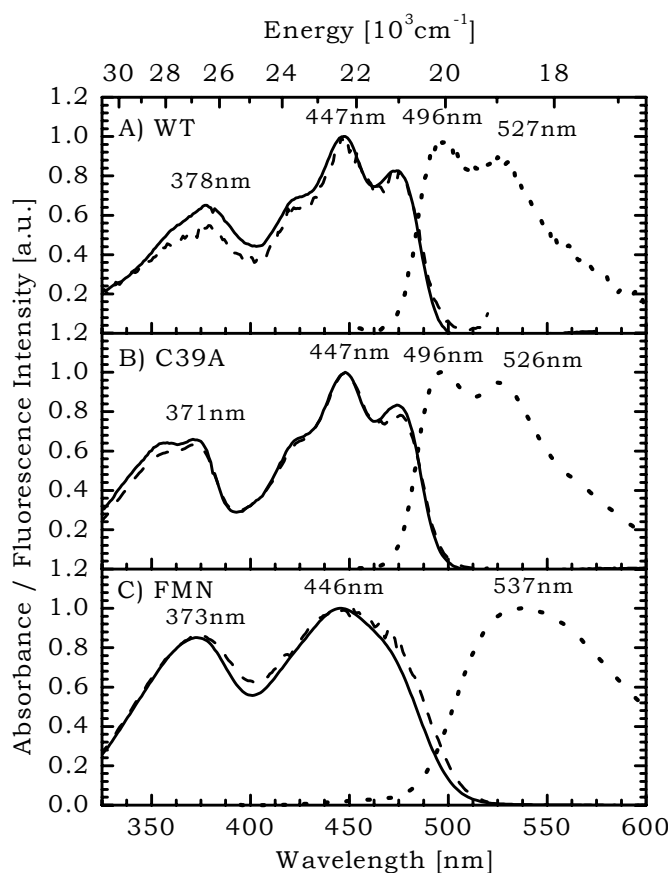 Energy [10³cm⁻¹]
30 28 26 24 22 20 18
A) WT
378nm
447nm
496nm
527nm
1.2
1.0
0.8
0.6
0.4
0.2
B) C39A
371nm
447nm
496nm
526nm
1.2
1.0
0.8
0.6
0.4
0.2
C) FMN
373nm
446nm
537nm
1.2
1.0
0.8
0.6
0.4
0.2
0.0
350 400 450 500 550 600
Wavelength [nm]
Absorbance / Fluorescence Intensity [a.u.]